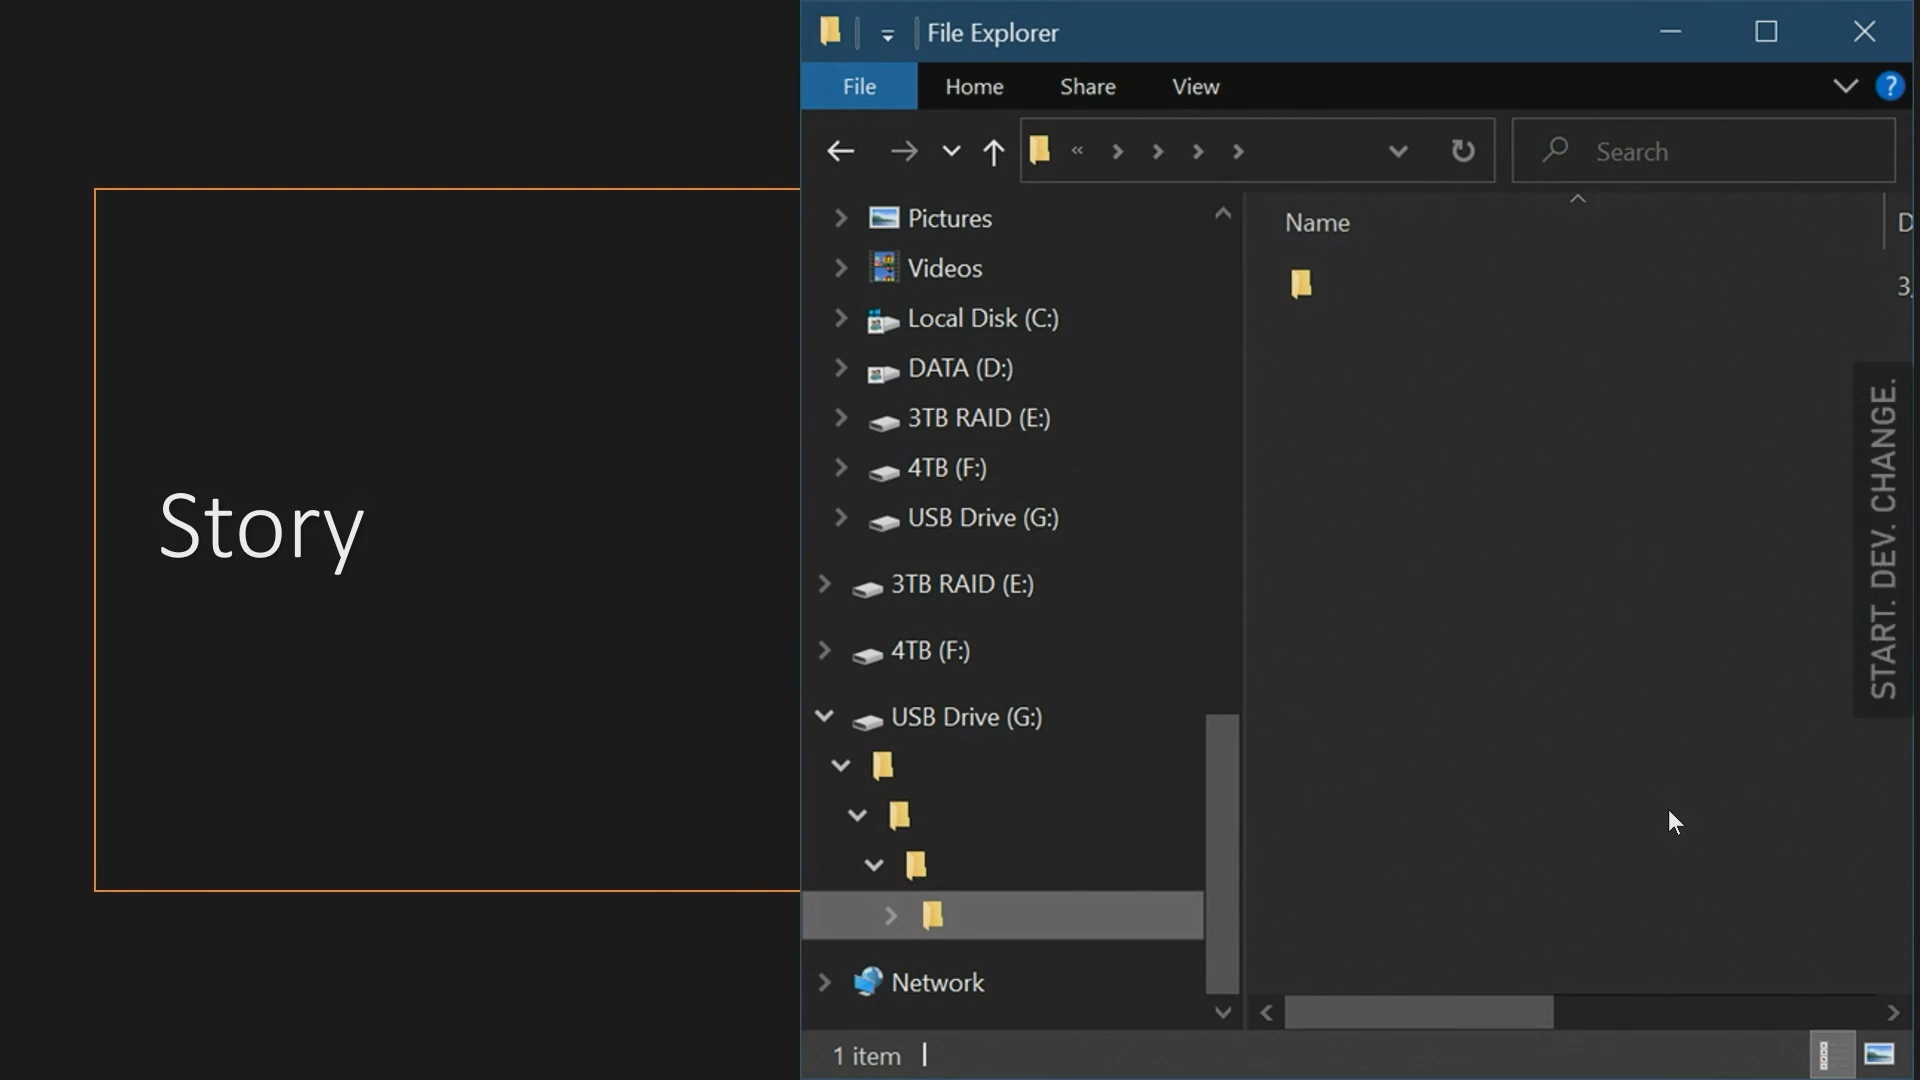 Story
File Explorer
File Home Share View
?
« Search
Pictures
Videos
Local Disk (C:)
DATA (D:)
3TB RAID (E:)
4TB (F:)
USB Drive (G:)
3TB RAID (E:)
4TB (F:)
USB Drive (G:)
Network
Name D
3
START. DEV. CHANGE.
1 item